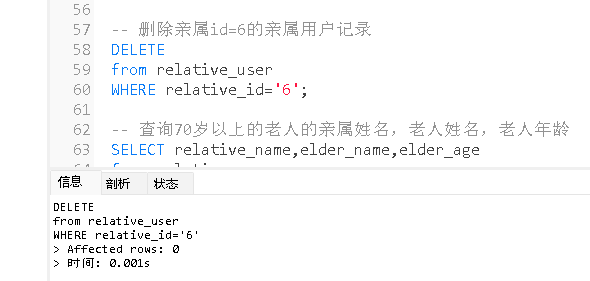 56
57 -- 删除亲属id=6的亲属用户记录
58 DELETE
59 from relative_user
60 WHERE relative_id='6';
61
62 -- 查询70岁以上的老人的亲属姓名，老人姓名，老人年龄
63 SELECT relative_name,elder_name,elder_age
信息 剖析 状态
DELETE
from relative_user
WHERE relative_id='6'
> Affected rows: 0
> 时间: 0.001s